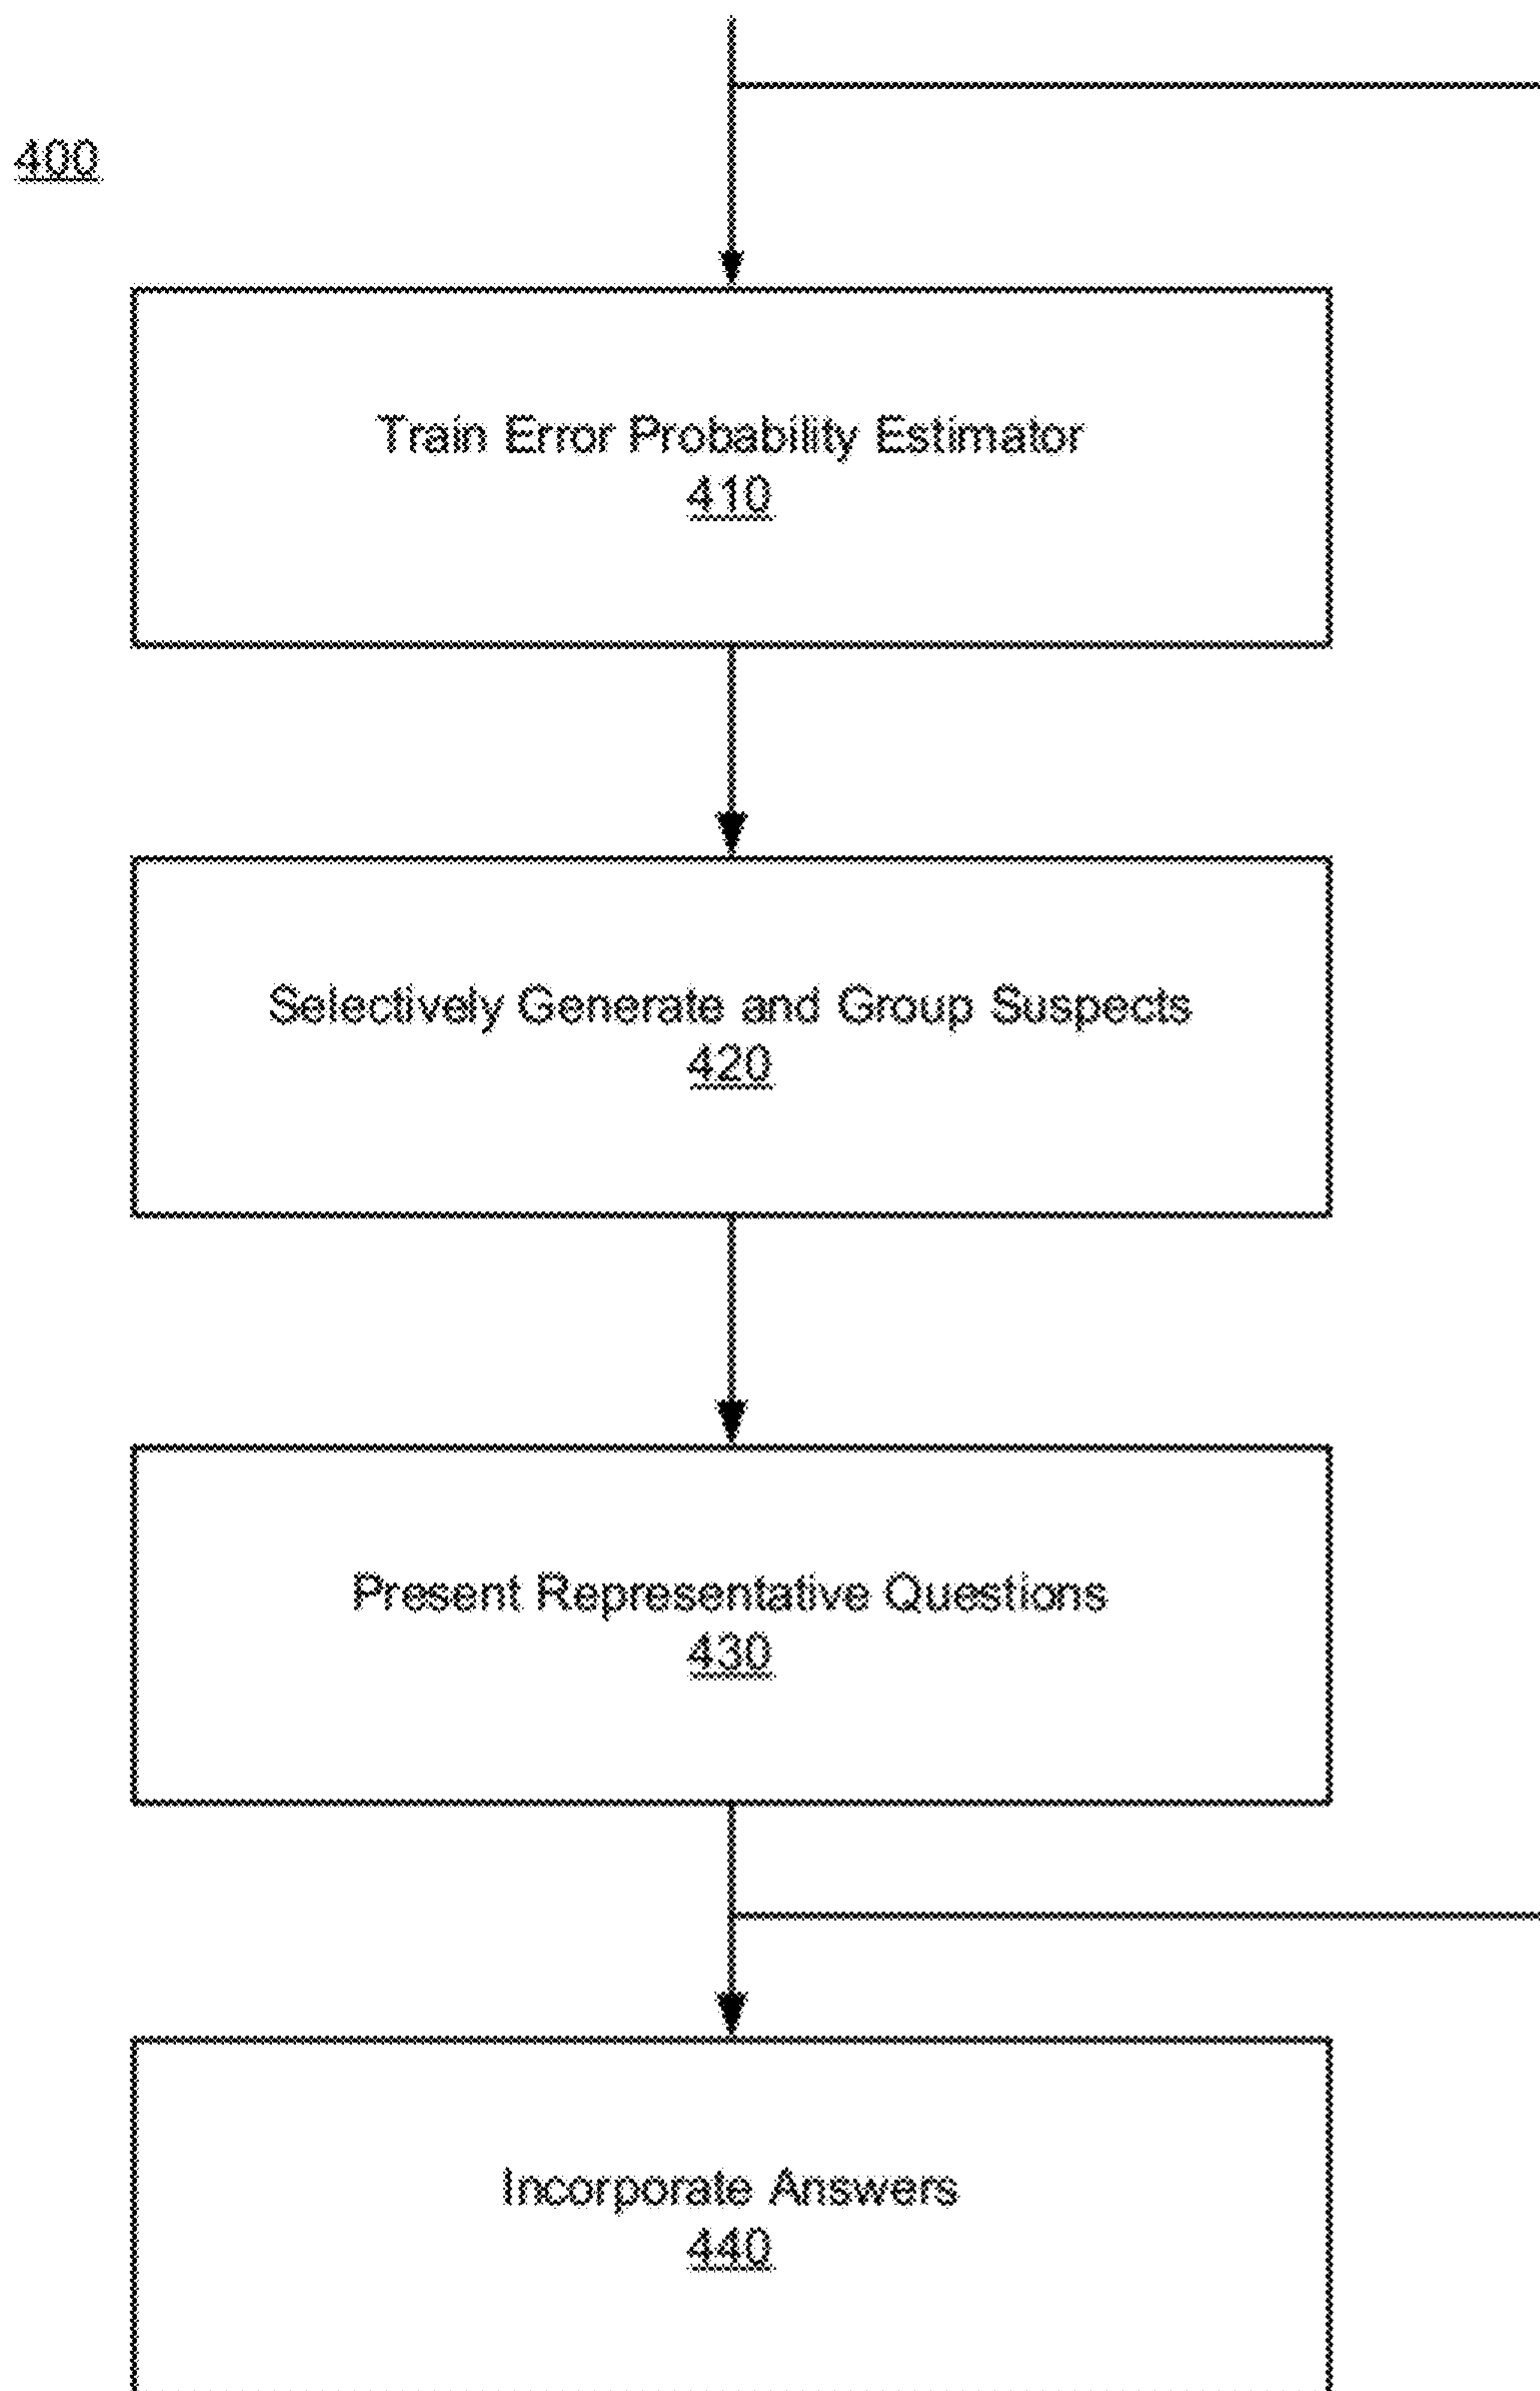 400
Train Error Probability Estimator
410
Selectively Generate and Group Suspects
420
Present Representative Questions
430
Incorporate Answers
440